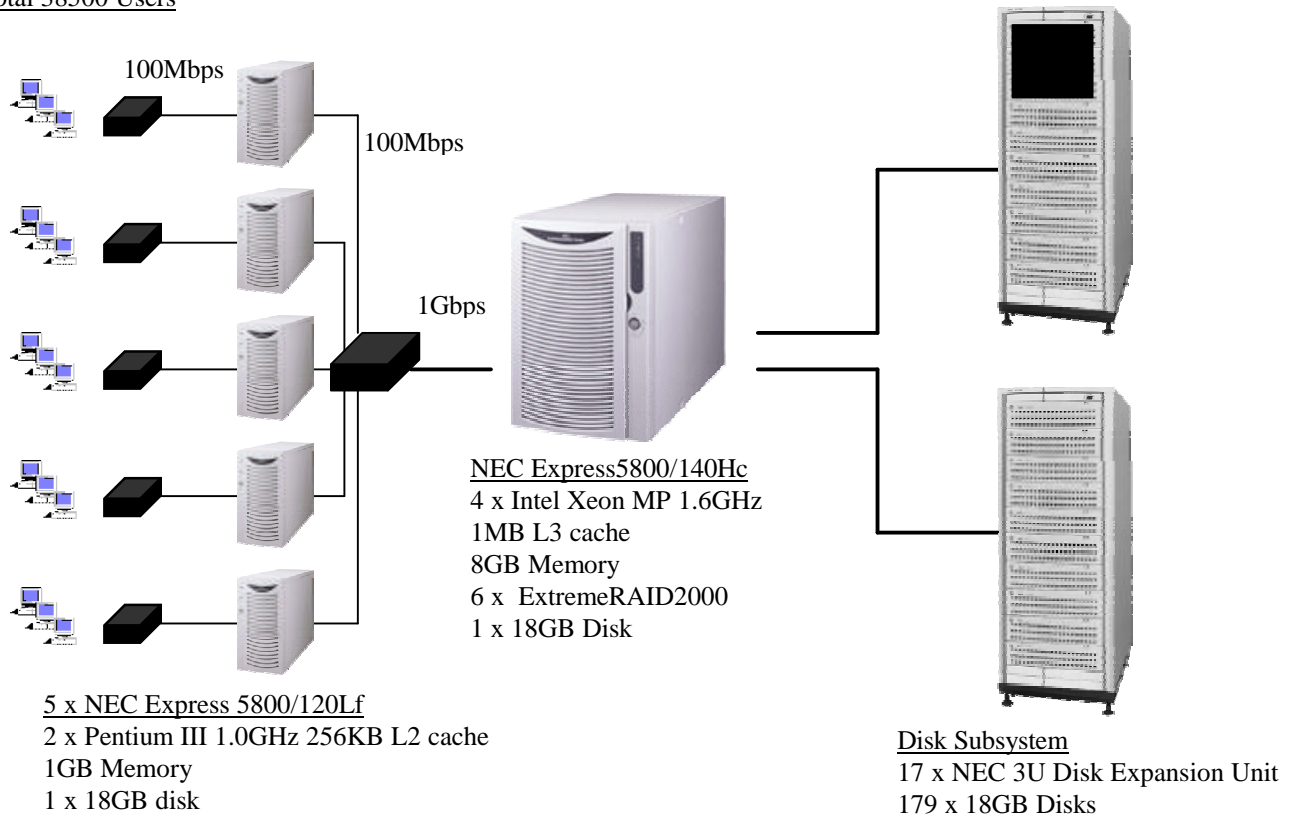 38500 Users
100Mbps
100Mbps
1Gbps
NEC Express5800/140Hc
4 x Intel Xeon MP 1.6GHz
1MB L3 cache
8GB Memory
6 x ExtremeRAID2000
1 x 18GB Disk
5 x NEC Express 5800/120Lf
2 x Pentium III 1.0GHz 256KB L2 cache
1GB Memory
1 x 18GB disk
Disk Subsystem
17 x NEC 3U Disk Expansion Unit
179 x 18GB Disks